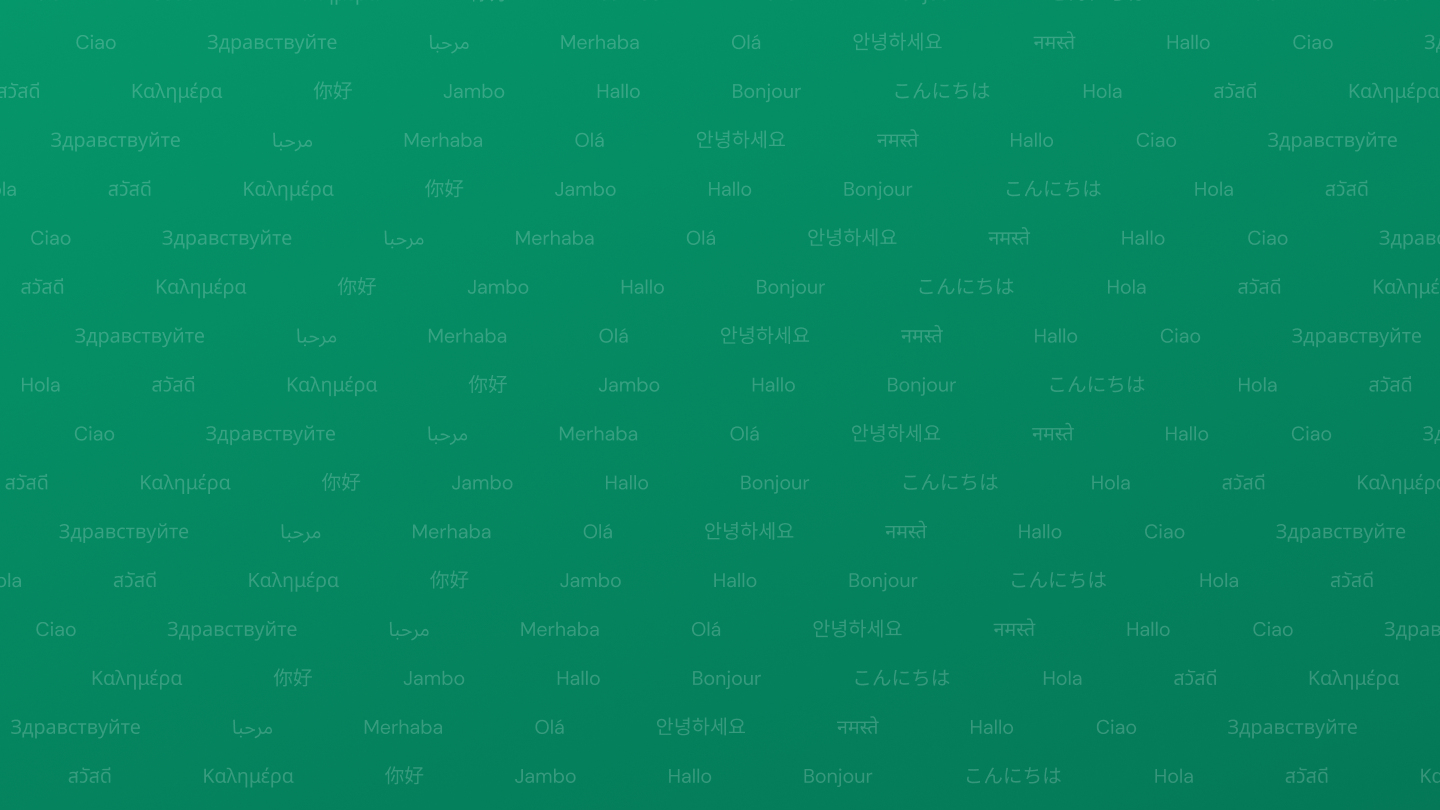 Ciao Здравствуйте مرحبا Merhaba Olá 안녕하세요 नमस्ते Hallo Ciao
สวัสดี Καλημέρα 你好 Jambo Hallo Bonjour こんにちは Hola สวัสดี Καλημέρα
Здравствуйте مرحبا Merhaba Olá 안녕하세요 नमस्ते Hallo Ciao Здравствуйте
สวัสดี Καλημέρα 你好 Jambo Hallo Bonjour こんにちは Hola สวัสดี
Ciao Здравствуйте مرحبا Merhaba Olá 안녕하세요 नमस्ते Hallo Ciao Здрав
สวัสดี Καλημέρα 你好 Jambo Hallo Bonjour こんにちは Hola สวัสดี Καλημέ
Здравствуйте مرحبا Merhaba Olá 안녕하세요 नमस्ते Hallo Ciao Здравствуйте
Hola สวัสดี Καλημέρα 你好 Jambo Hallo Bonjour こんにちは Hola สวัสดี
Ciao Здравствуйте مرحبا Merhaba Olá 안녕하세요 नमस्ते Hallo Ciao
สวัสดี Καλημέρα 你好 Jambo Hallo Bonjour こんにちは Hola สวัสดี Καλημέρα
Здравствуйте مرحبا Merhaba Olá 안녕하세요 नमस्ते Hallo Ciao Здравствуйте
ola สวัสดี Καλημέρα 你好 Jambo Hallo Bonjour こんにちは Hola สวัสดี
Ciao Здравствуйте مرحبا Merhaba Olá 안녕하세요 नमस्ते Hallo Ciao Здрав
Καλημέρα 你好 Jambo Hallo Bonjour こんにちは Hola สวัสดี Καλημέρα
Здравствуйте مرحبا Merhaba Olá 안녕하세요 नमस्ते Hallo Ciao Здравствуйте
สวัสดี Καλημέρα 你好 Jambo Hallo Bonjour こんにちは Hola สวัสดี Κα